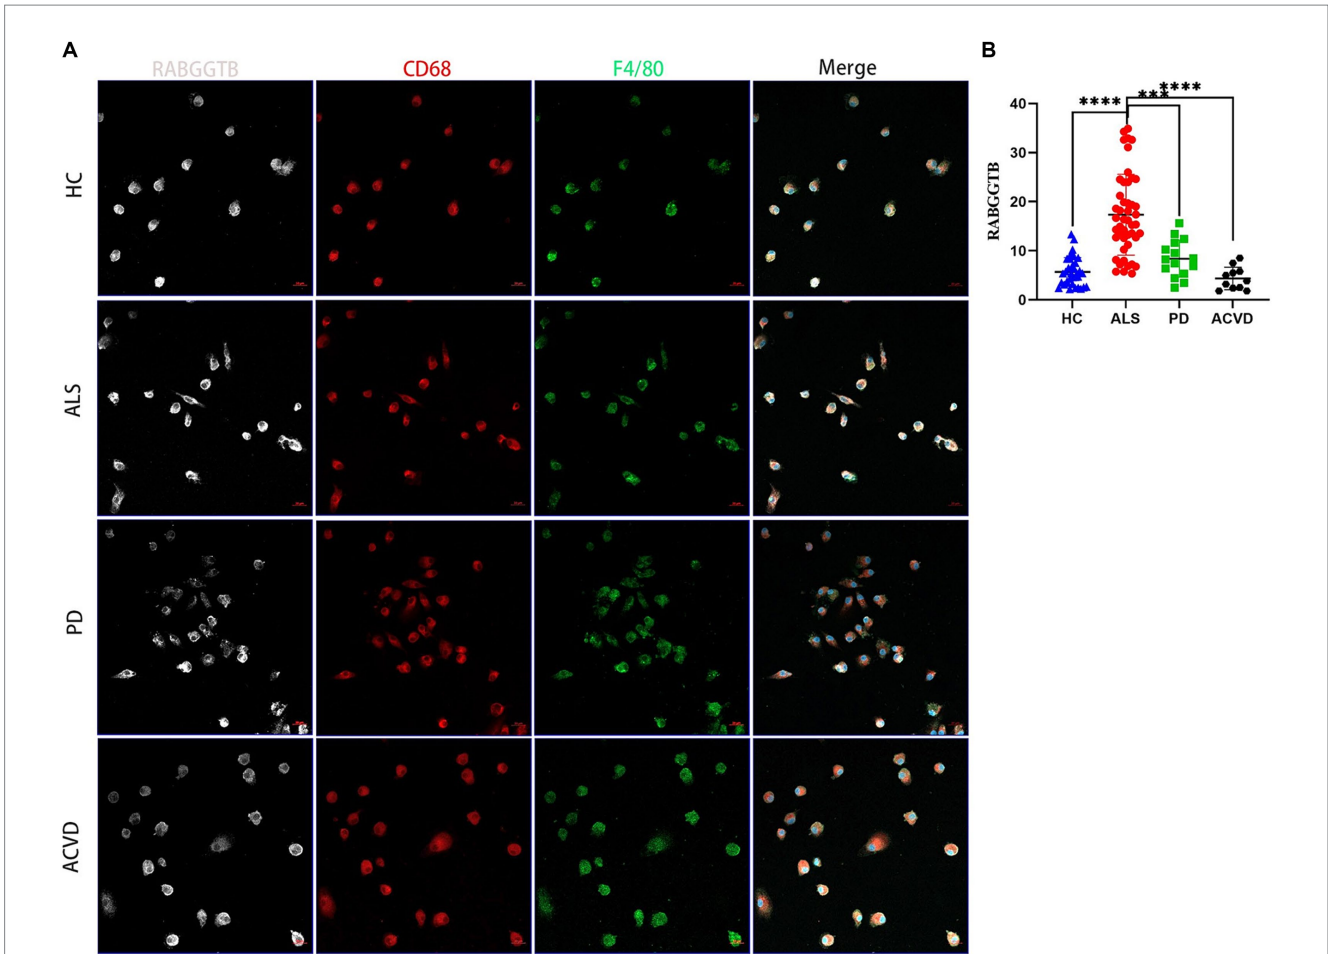 A
B
RABGGTB
CD68
F4/80
Merge
HC
ALS
PD
ACVD
**** *** ****
RABGGTB
40
30
20
10
0
HC
ALS
PD
ACVD